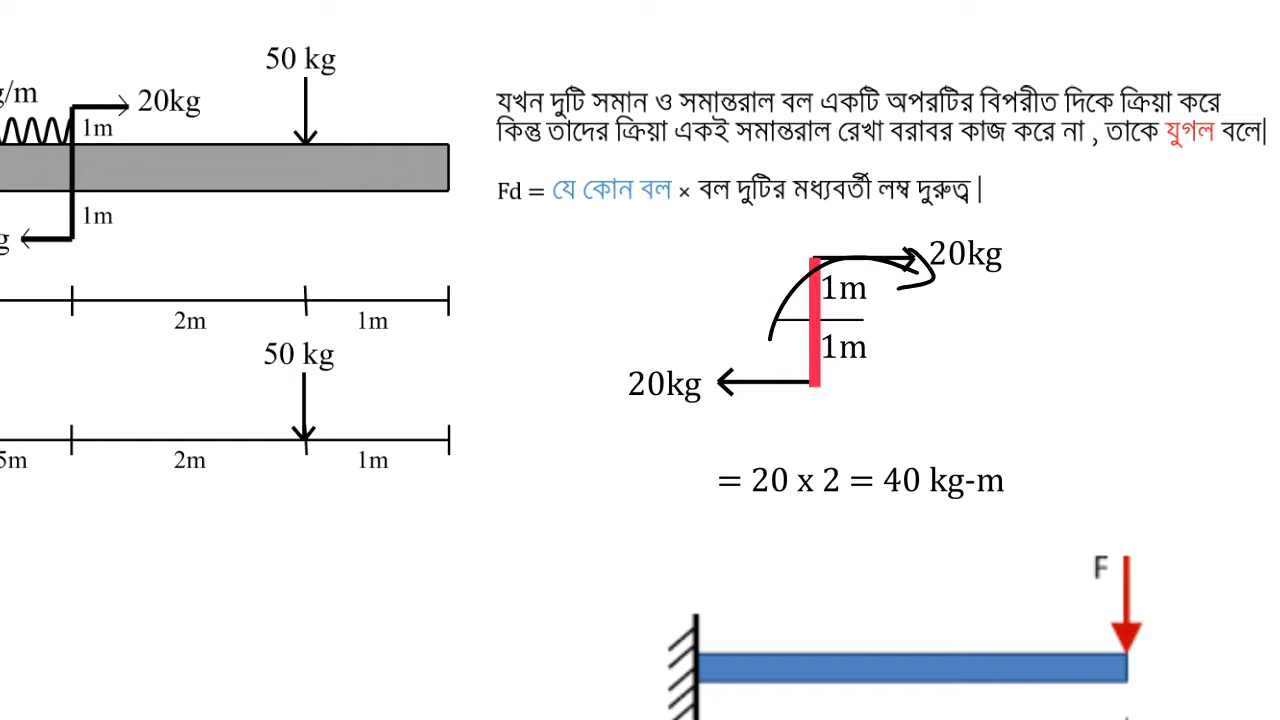 50 kg
g/m
20kg
1m
1m
g
2m
1m
50 kg
5m
2m
1m
যখন দুটি সমান ও সমান্তরাল বল একটি অপরটির বিপরীত দিকে ক্রিয়া করে
কিন্তু তাদের ক্রিয়া একই সমান্তরাল রেখা বরাবর কাজ করে না , তাকে যুগল বলে|
Fd = যে কোন বল × বল দুটির মধ্যবর্তী লম্ব দুরুত্ব |
20kg
1m
1m
20kg
= 20 x 2 = 40 kg-m
F